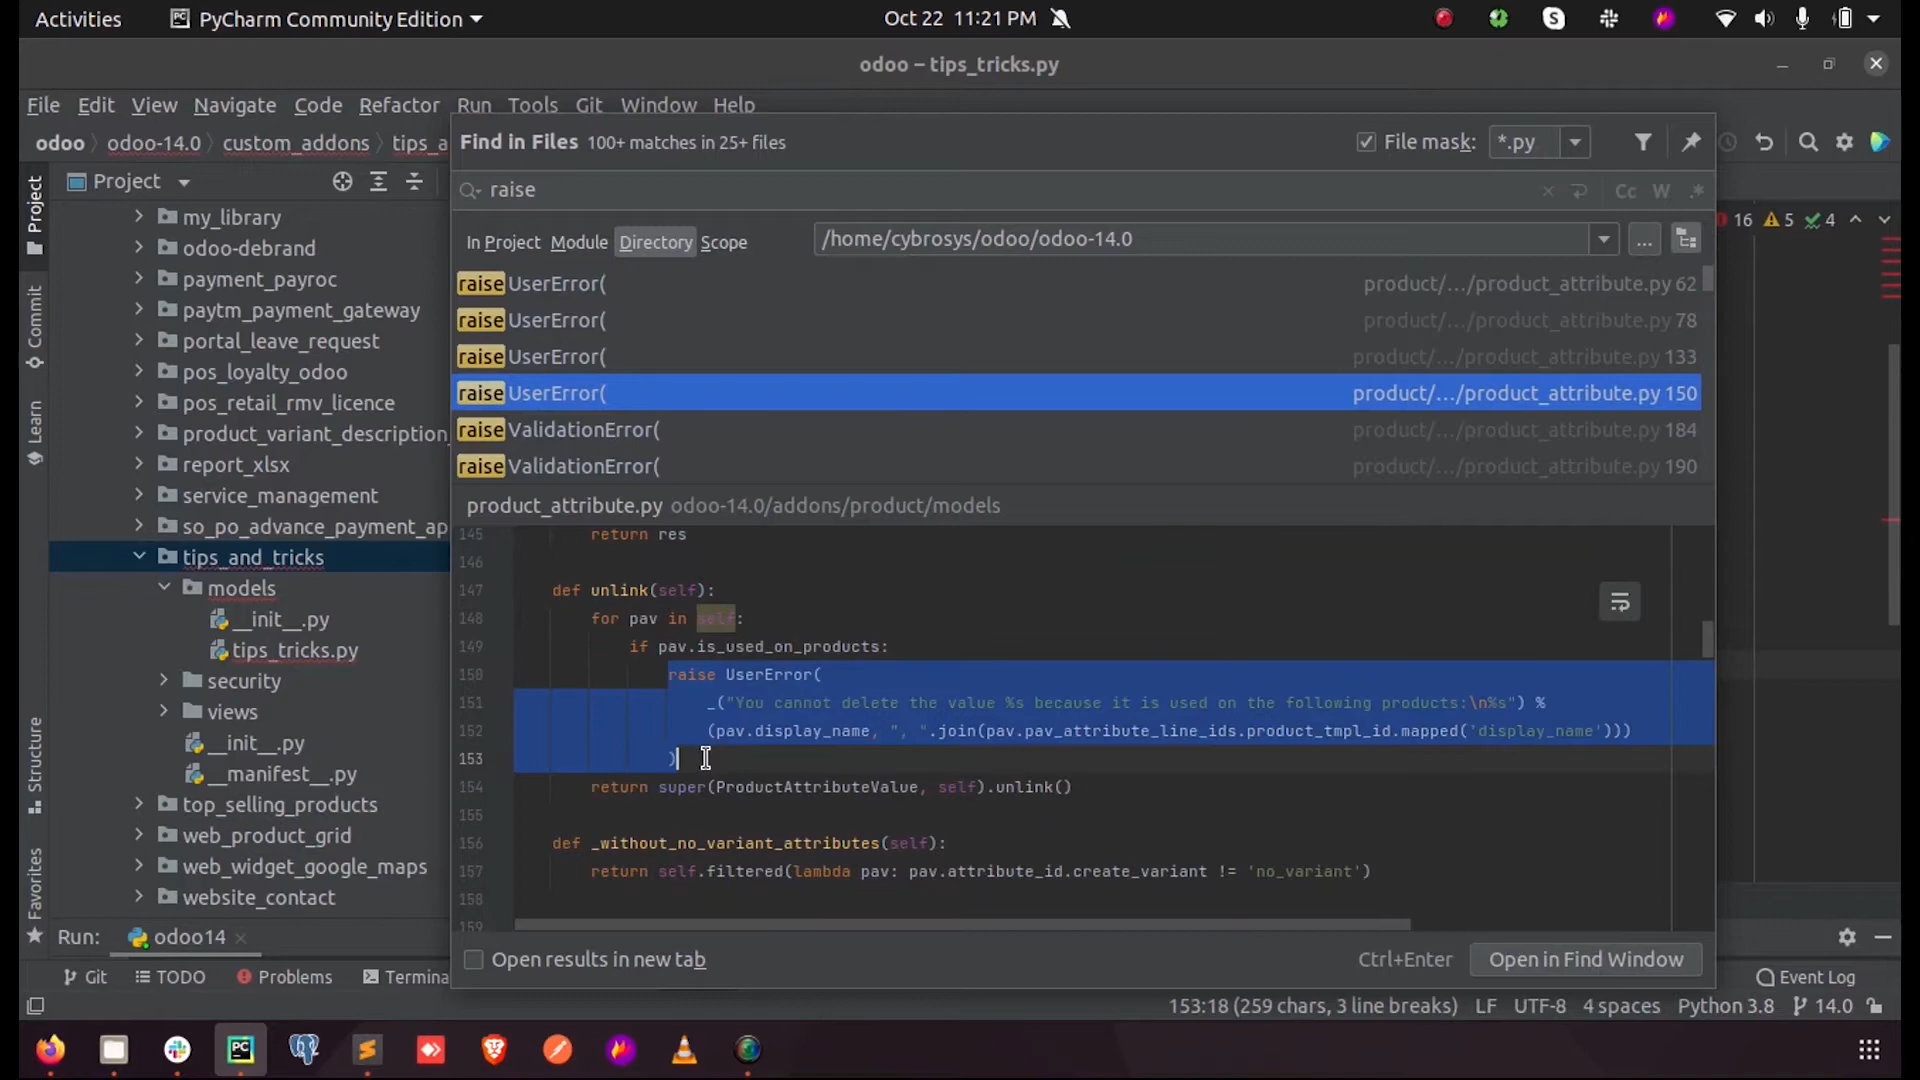 Activities PyCharm Community Edition Oct 22 11:21 PM
odoo – tips_tricks.py
File Edit View Navigate Code Refactor Run Tools Git Window Help
odoo odoo-14.0 custom_addons tips_a
Find in Files 100+ matches in 25+ files File mask: *.py
Project
raise Cc W .*
16 5 4
In Project Module Directory Scope /home/cybrosys/odoo/odoo-14.0 ...
raise UserError( product/.../product_attribute.py 62
raise UserError( product/.../product_attribute.py 78
raise UserError( product/.../product_attribute.py 133
raise UserError( product/.../product_attribute.py 150
raise ValidationError( product/.../product_attribute.py 184
raise ValidationError( product/.../product_attribute.py 190
product_attribute.py odoo-14.0/addons/product/models
145 return res
146
147 def unlink(self):
148 for pav in self:
149 if pav.is_used_on_products:
150 raise UserError(
151 _("You cannot delete the value %s because it is used on the following products:\n%s") %
152 (pav.display_name, ", ".join(pav.pav_attribute_line_ids.product_tmpl_id.mapped('display_name')))
153 )
154 return super(ProductAttributeValue, self).unlink()
155
156 def _without_no_variant_attributes(self):
157 return self.filtered(lambda pav: pav.attribute_id.create_variant != 'no_variant')
158
159
Open results in new tab Ctrl+Enter Open in Find Window
my_library
odoo-debrand
payment_payroc
paytm_payment_gateway
portal_leave_request
pos_loyalty_odoo
pos_retail_rmv_licence
product_variant_description_
report_xlsx
service_management
so_po_advance_payment_ap
tips_and_tricks
models
__init__.py
tips_tricks.py
security
views
__init__.py
__manifest__.py
top_selling_products
web_product_grid
web_widget_google_maps
website_contact
Project
Commit
Learn
Structure
Favorites
Run: odoo14
Git TODO Problems Termina Event Log
153:18 (259 chars, 3 line breaks) LF UTF-8 4 spaces Python 3.8 14.0
PC